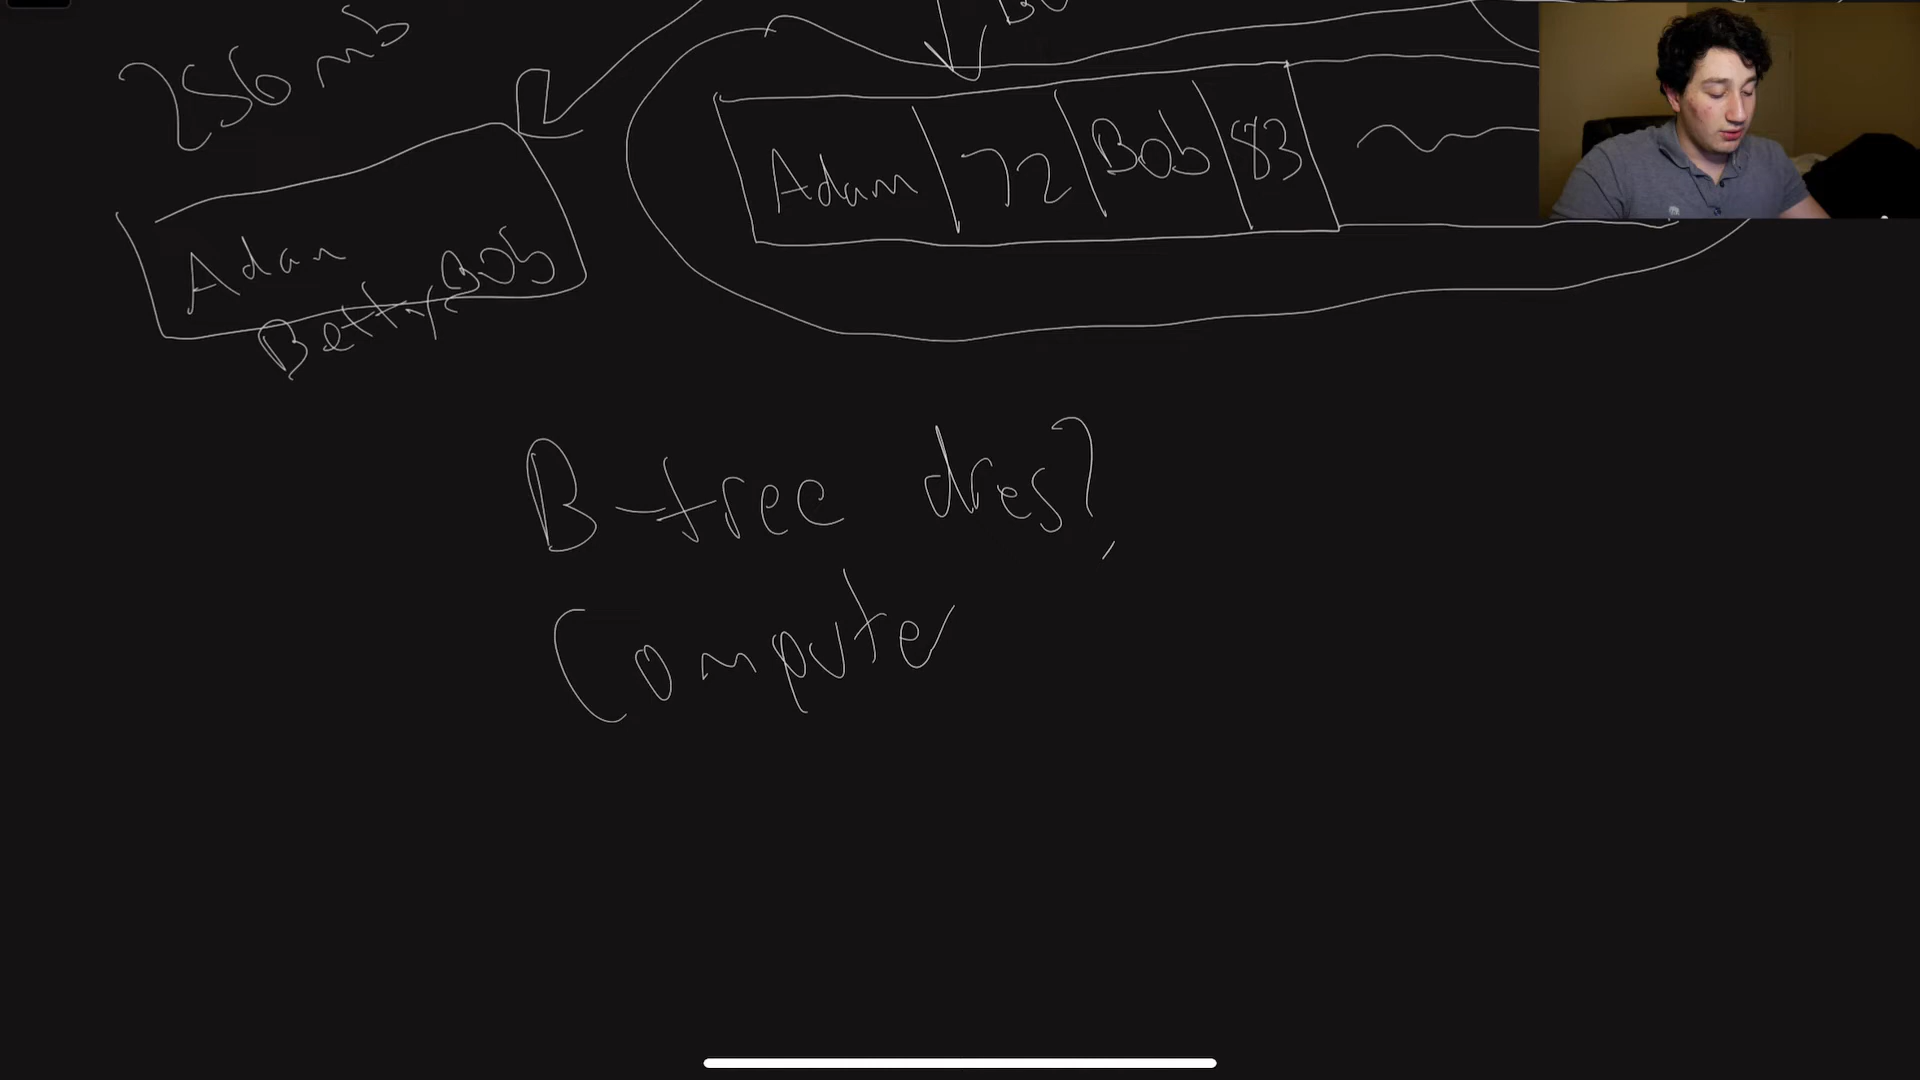 256 mb
Adam | 72 | Bob | 83
Adam
Betty, Bob
B-tree dres?
Compute